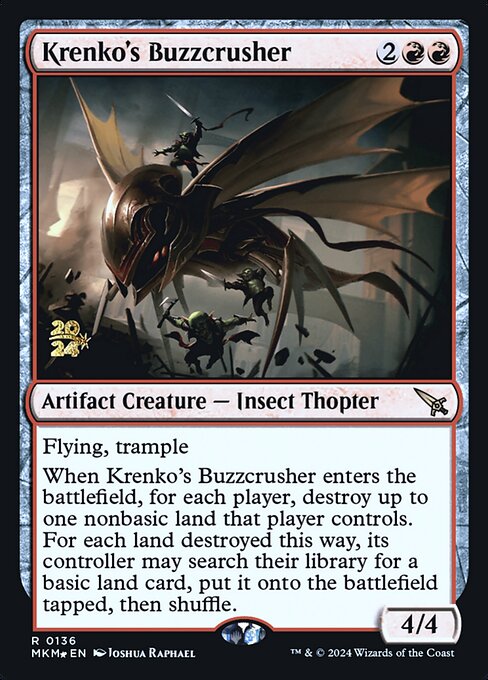 Krenko's Buzzcrusher 2
2024
Artifact Creature — Insect Thopter
Flying, trample
When Krenko's Buzzcrusher enters the
battlefield, for each player, destroy up to
one nonbasic land that player controls.
For each land destroyed this way, its
controller may search their library for a
basic land card, put it onto the battlefield
tapped, then shuffle.
4/4
R 0136
MKM★EN Joshua Raphael
™ & © 2024 Wizards of the Coast